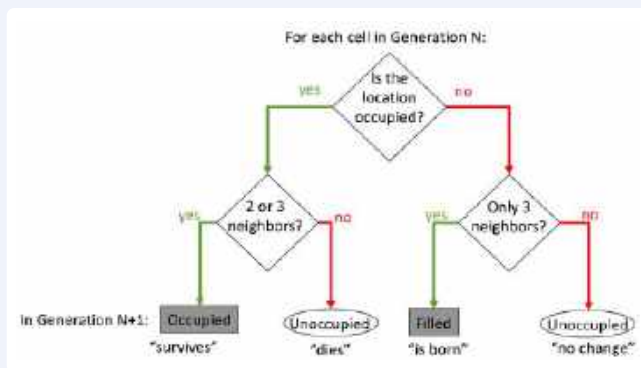 For each cell in Generation N:
Is the
location
occupied?
yes
no
2 or 3
neighbors?
yes
no
Only 3
neighbors?
yes
no
In Generation N+1:
Occupied
Unoccupied
Filled
Unoccupied
"survives"
"dies"
"is born"
"no change"